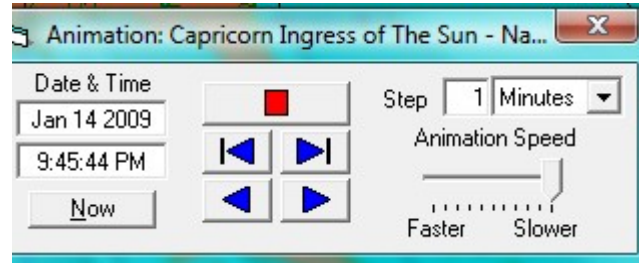 Animation: Capricorn Ingress of The Sun - Na...
Date & Time
Jan 14 2009
9:45:44 PM
Now
Step 1 Minutes
Animation Speed
Faster Slower